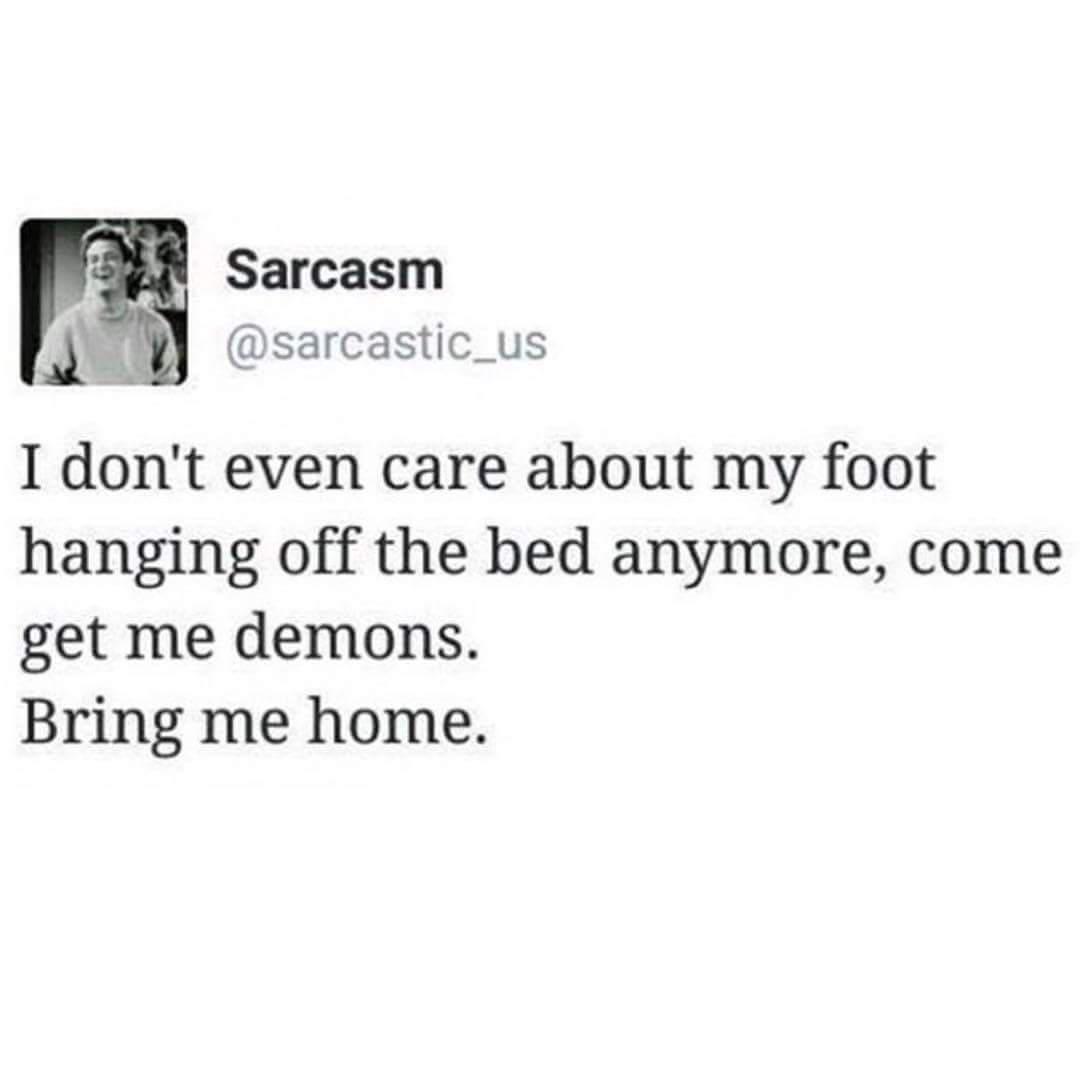 Sarcasm
@sarcastic_us
I don't even care about my foot
hanging off the bed anymore, come
get me demons.
Bring me home.